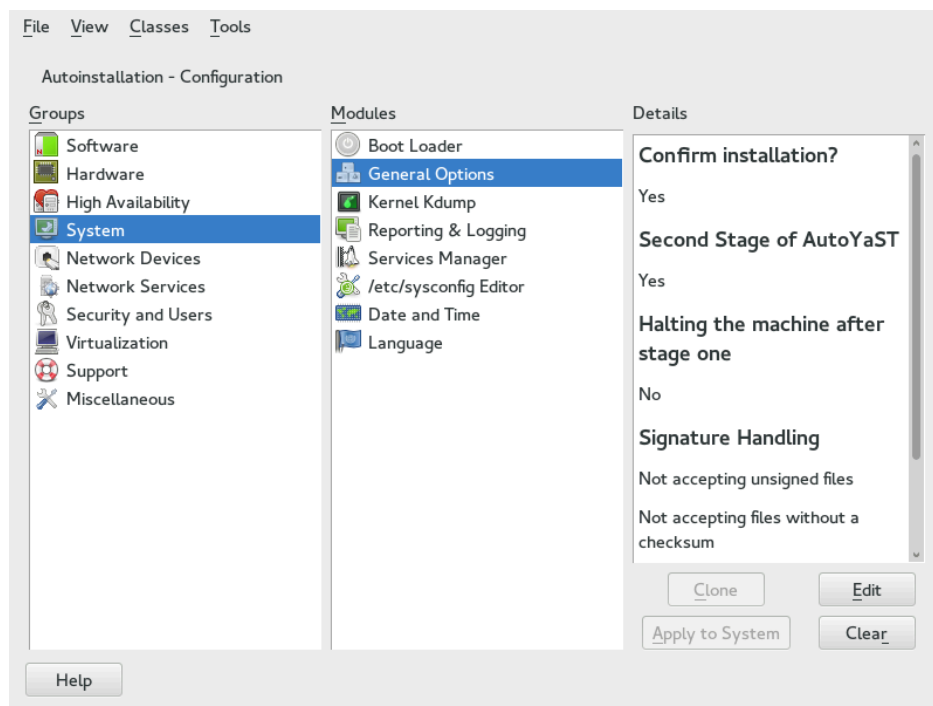 File View Classes Tools
Autoinstallation - Configuration
Groups
Software
Hardware
High Availability
System
Network Devices
Network Services
Security and Users
Virtualization
Support
Miscellaneous
Modules
Boot Loader
General Options
Kernel Kdump
Reporting & Logging
Services Manager
/etc/sysconfig Editor
Date and Time
Language
Details
Confirm installation?
Yes
Second Stage of AutoYaST
Yes
Halting the machine after
stage one
No
Signature Handling
Not accepting unsigned files
Not accepting files without a
checksum
Clone
Edit
Apply to System
Clear
Help